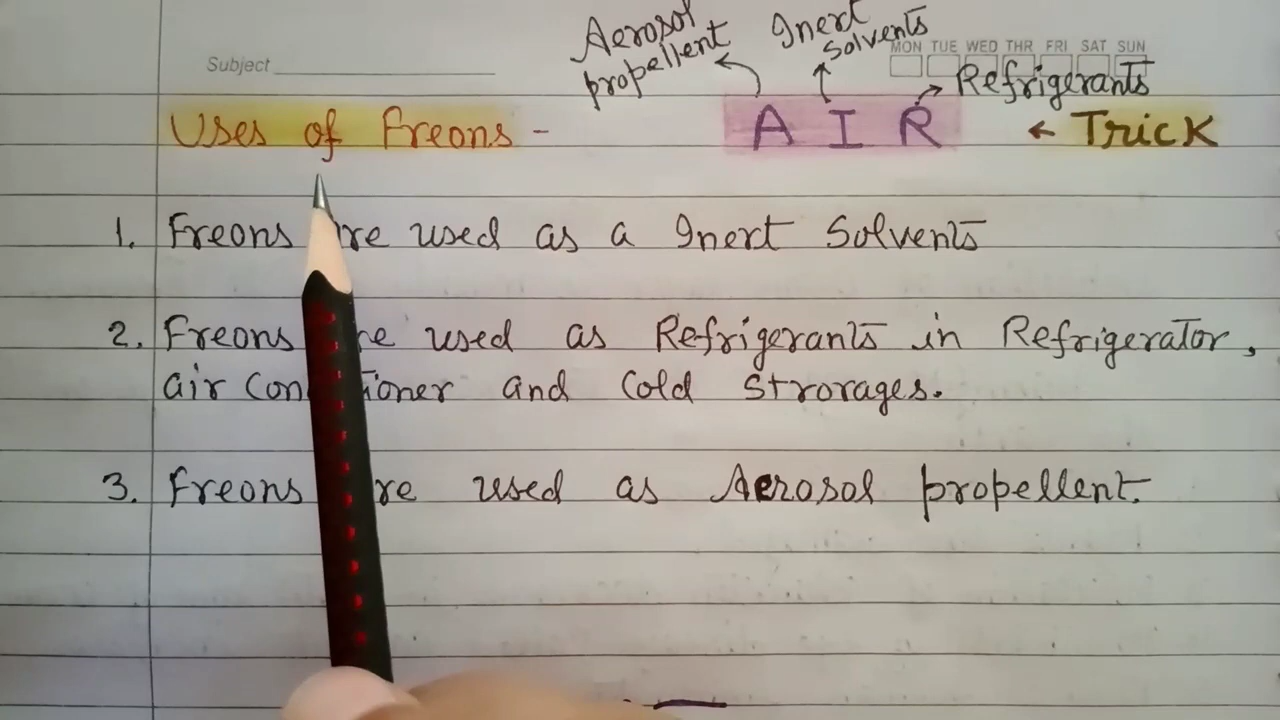 Aerosol propellent
Inert Solvents
MON TUE WED THR FRI SAT SUN
Subject
Refrigerants
Uses of Freons -
A I R
← Trick
1. Freons are used as a Inert Solvents
2. Freons are used as Refrigerants in Refrigerator,
air Conditioner and Cold Strorages.
3. Freons are used as Aerosol propellent.